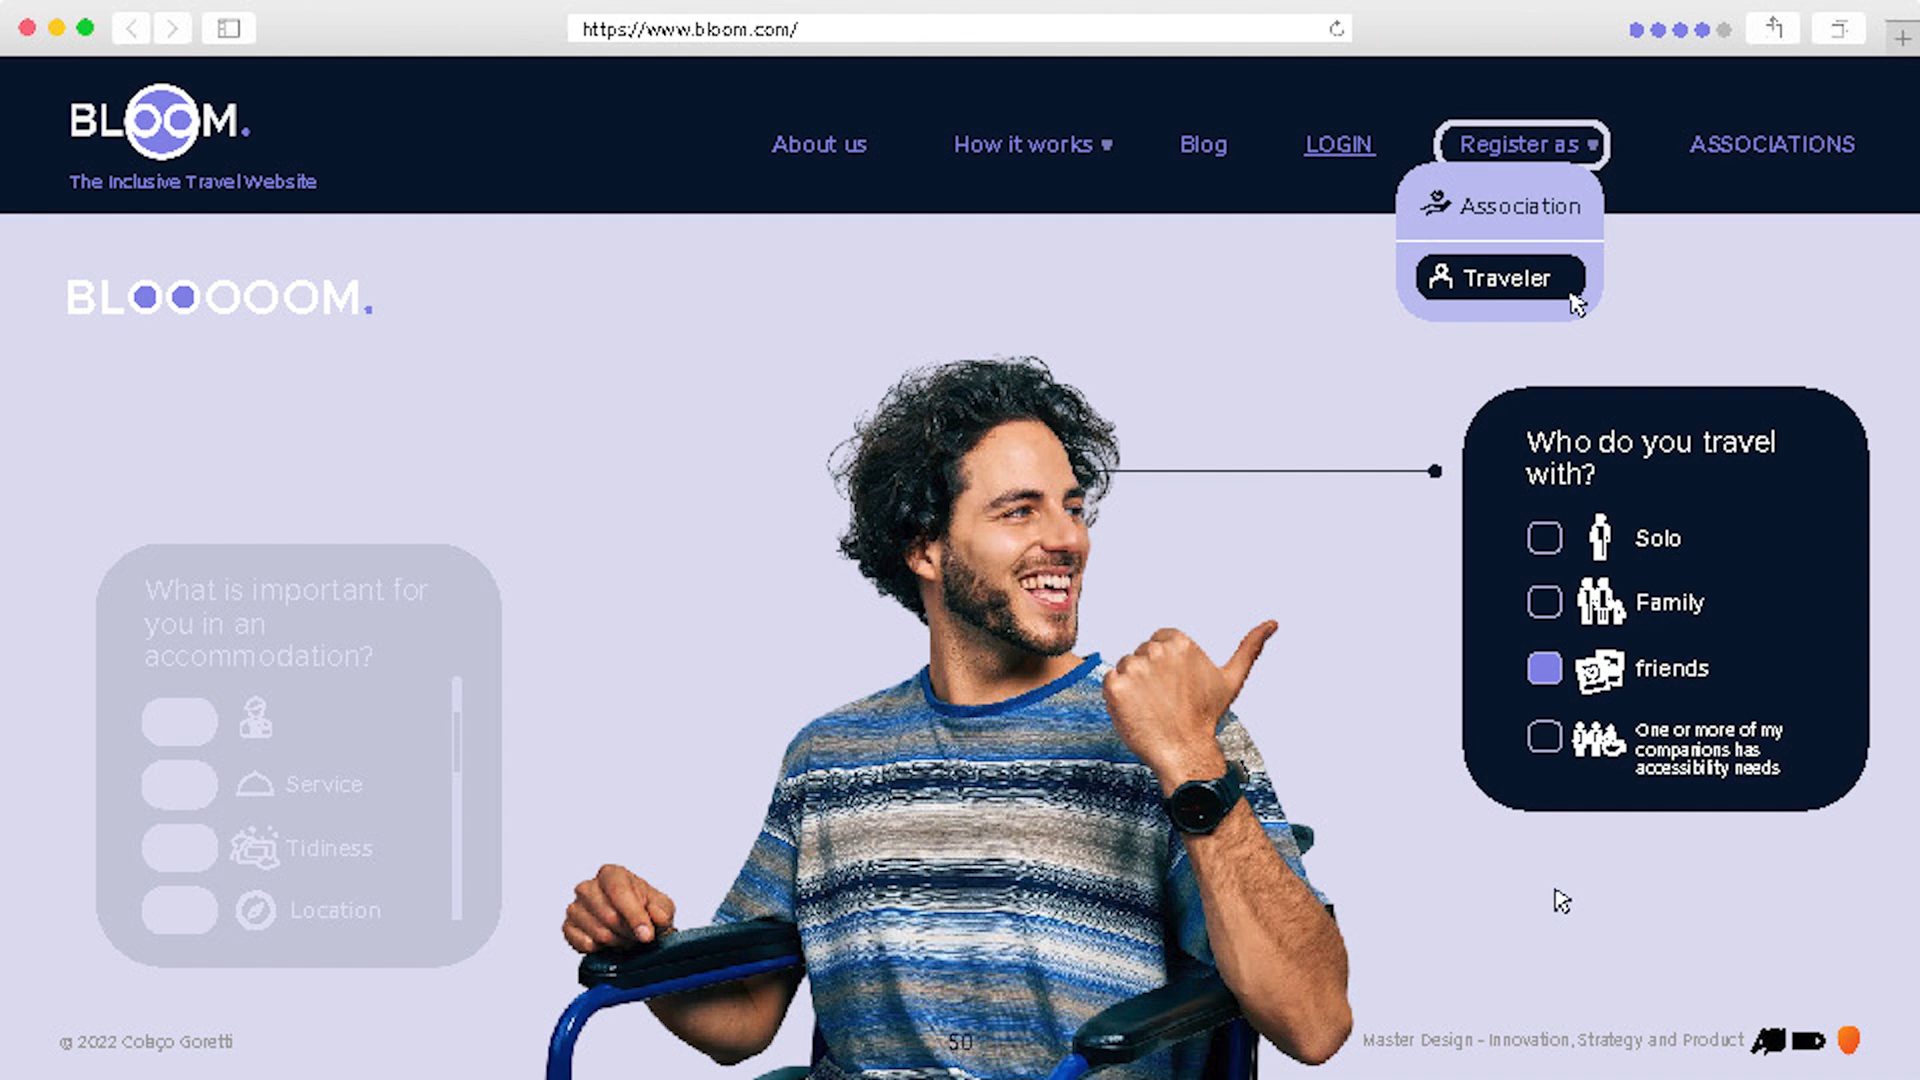 https://www.bloom.com/
BLOOM.
The Inclusive Travel Website
About us
How it works
Blog
LOGIN
Register as
ASSOCIATIONS
Association
Traveler
BLOOOOOM.
Who do you travel
with?
Solo
Family
friends
One or more of my
companions has
accessibility needs
What is important for
you in an
accommodation?
Service
Tidiness
Location
© 2022 Colaço Goretti
50
Master Design - Innovation, Strategy and Product